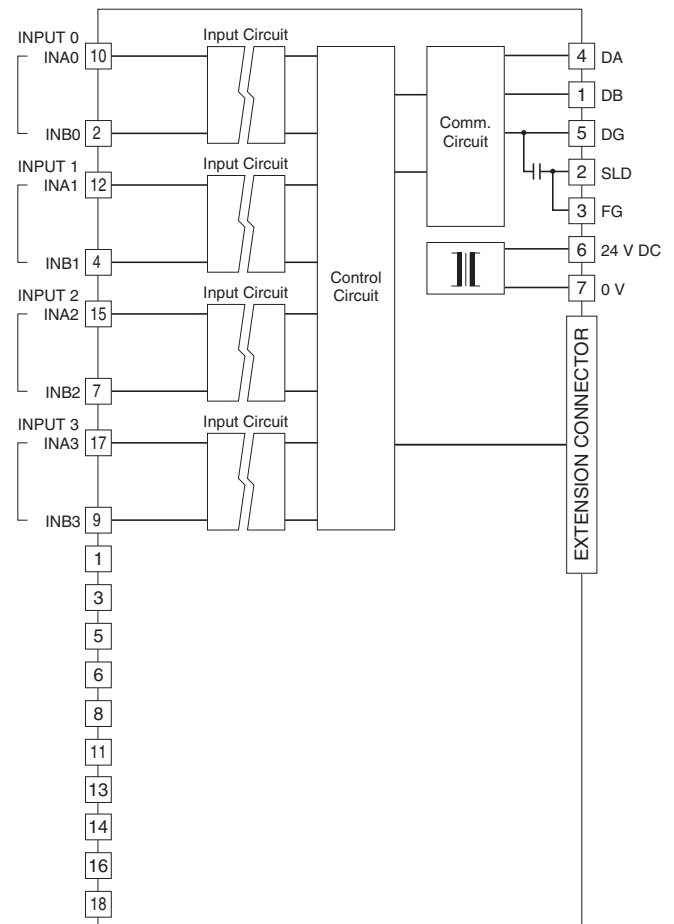 INPUT 0
INA0 10
INB0 2
Input Circuit
INPUT 1
INA1 12
INB1 4
Input Circuit
INPUT 2
INA2 15
INB2 7
Input Circuit
INPUT 3
INA3 17
INB3 9
Input Circuit
1
3
5
6
8
11
13
14
16
18
Control
Circuit
Comm.
Circuit
4 DA
1 DB
5 DG
2 SLD
3 FG
6 24 V DC
7 0 V
EXTENSION CONNECTOR